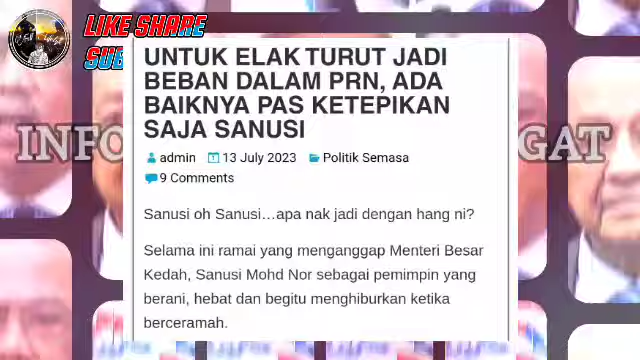 LIKE SHARE
SUB
UNTUK ELAK TURUT JADI
BEBAN DALAM PRN, ADA
BAIKNYA PAS KETEPIKAN
SAJA SANUSI
INFO
GAT
admin 13 July 2023 Politik Semasa
9 Comments
Sanusi oh Sanusi…apa nak jadi dengan hang ni?
Selama ini ramai yang menganggap Menteri Besar
Kedah, Sanusi Mohd Nor sebagai pemimpin yang
berani, hebat dan begitu menghiburkan ketika
berceramah.